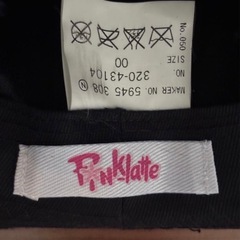 No. 050
SIZE 00
NO 320-43104
MAKER NO. 5945 308 N
PiNKlatte